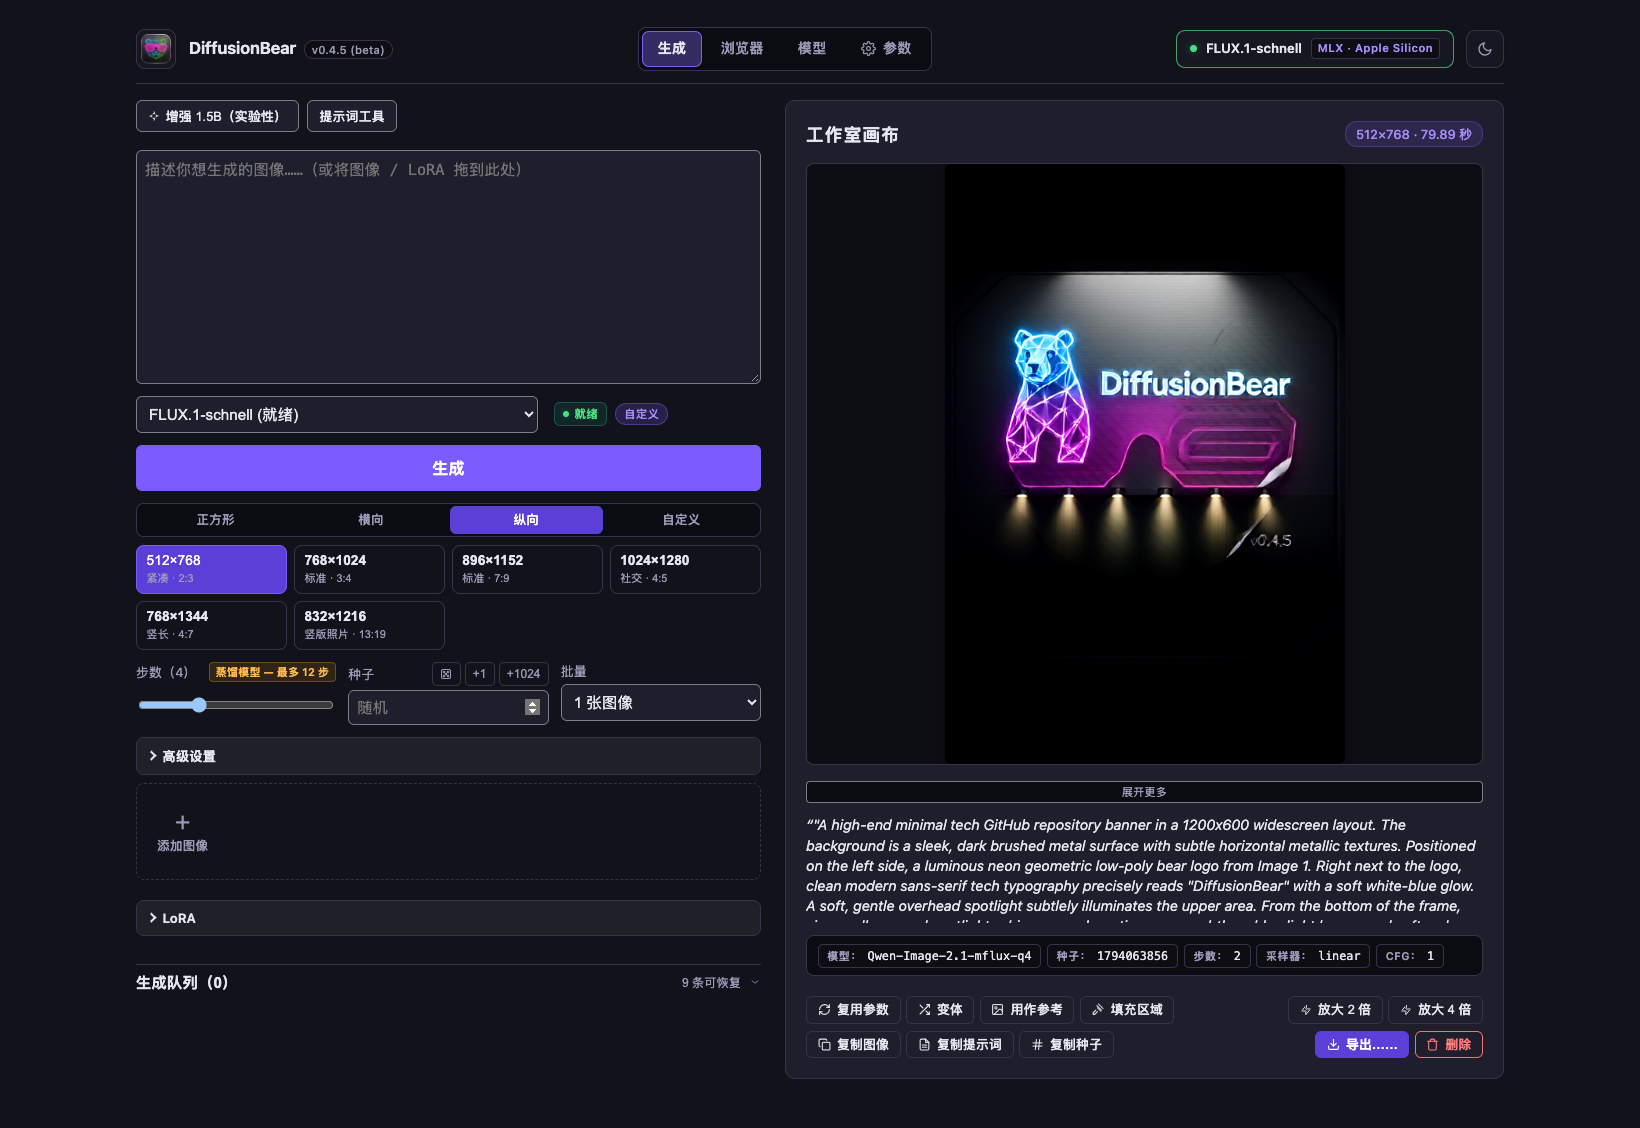 DiffusionBear v0.4.5 (beta)
生成
浏览器
模型
参数
FLUX.1-schnell
MLX · Apple Silicon
增强 1.5B（实验性）
提示词工具
描述你想生成的图像……（或将图像 / LoRA 拖到此处）
FLUX.1-schnell (就绪)
就绪
自定义
生成
正方形
横向
纵向
自定义
512×768
紧凑 · 2:3
768×1024
标准 · 3:4
896×1152
标准 · 7:9
1024×1280
社交 · 4:5
768×1344
竖长 · 4:7
832×1216
竖版照片 · 13:19
步数（4）
蒸馏模型 — 最多 12 步
种子
+1
+1024
随机
批量
1 张图像
高级设置
添加图像
LoRA
生成队列（0）
9 条可恢复
工作室画布
512×768 · 79.89 秒
DiffusionBear
v0.4.5
展开更多
“"A high-end minimal tech GitHub repository banner in a 1200x600 widescreen layout. The
background is a sleek, dark brushed metal surface with subtle horizontal metallic textures. Positioned
on the left side, a luminous neon geometric low-poly bear logo from Image 1. Right next to the logo,
clean modern sans-serif tech typography precisely reads "DiffusionBear" with a soft white-blue glow.
A soft, gentle overhead spotlight subtlely illuminates the upper area. From the bottom of the frame,
模型: Qwen-Image-2.1-mflux-q4
种子: 1794063856
步数: 2
采样器: linear
CFG: 1
复用参数
变体
用作参考
填充区域
放大 2 倍
放大 4 倍
复制图像
复制提示词
复制种子
导出……
删除